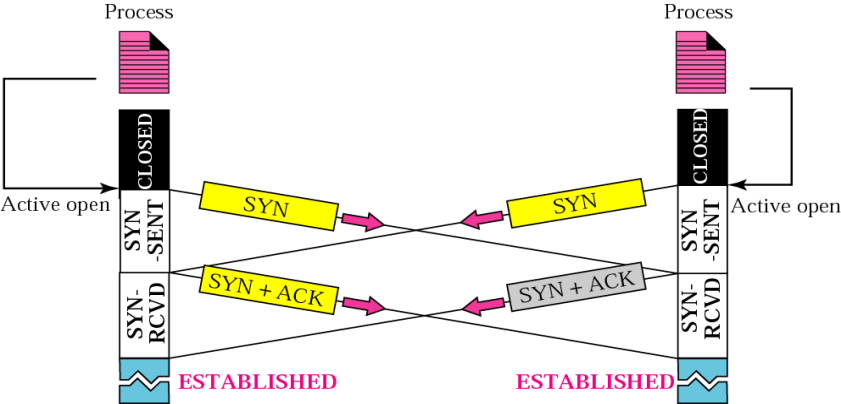 Process
Process
CLOSED
CLOSED
SYN
SYN
Active open
Active open
SYN
-SENT
SYN
-SENT
SYN + ACK
SYN + ACK
SYN-
RCVD
SYN-
RCVD
ESTABLISHED
ESTABLISHED